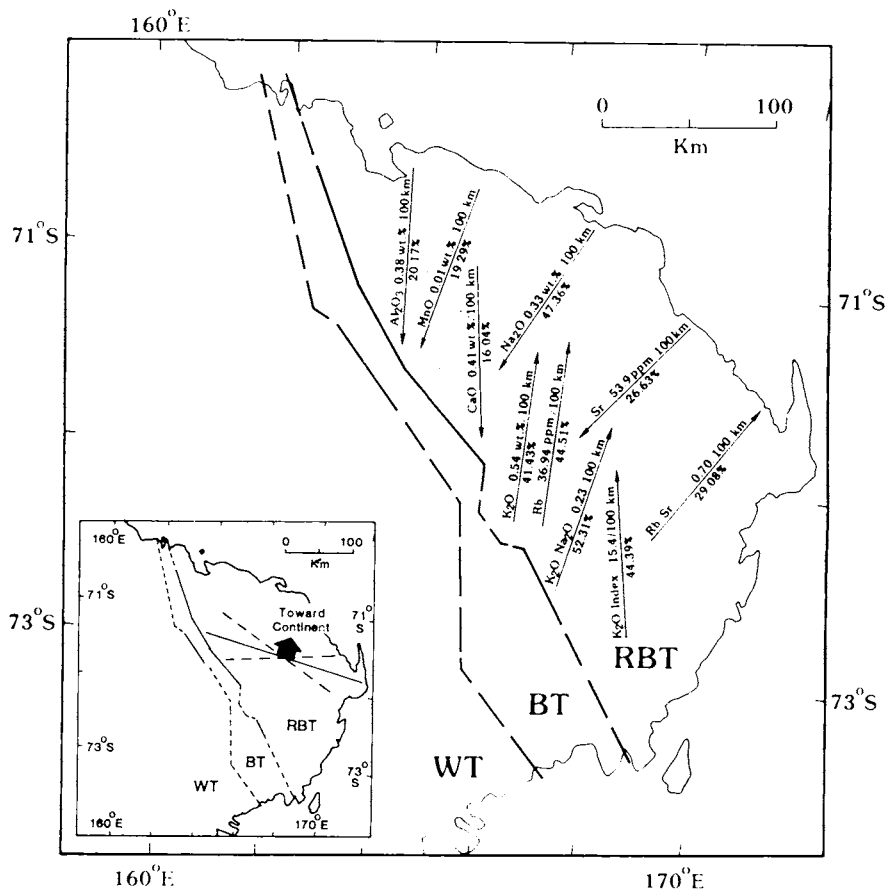 160°E
0 100
Km
71°S
71°S
Al₂O₃ 0.38 wt.% 100km
20.17%
MnO 0.01 wt.% 100 km
19.29%
CaO 0.41 wt.% 100 km
16.04%
Na₂O 0.33 wt.% 100 km
47.36%
Sr 53.9 ppm 100km
26.63%
K₂O 0.54 wt.% 100 km
41.43%
Rb 36.94 ppm 100 km
44.51%
K₂O Na₂O 0.23 100 km
52.31%
K₂O Index 15.4/100 km
44.39%
Rb Sr 0.70 100 km
29.08%
73°S
73°S
RBT
BT
WT
160°E
170°E
160°E
0 100
Km
71°S
71°
S
Toward
Continent
RBT
BT
WT
73°S
73°
S
160°E
170°E